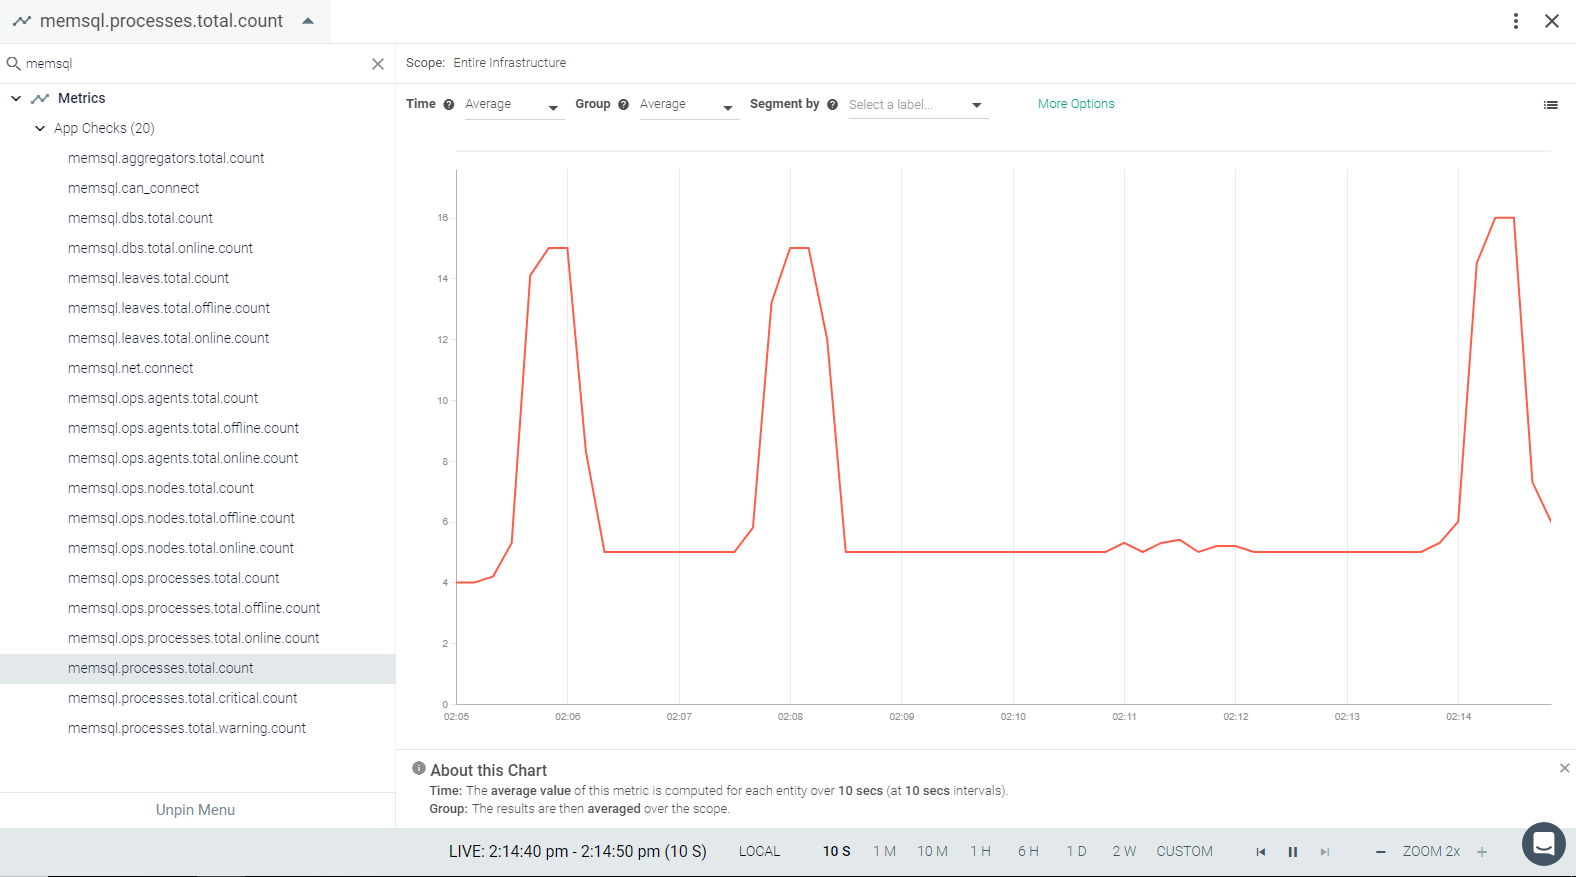 memsql.processes.total.count
memsql
Scope: Entire Infrastructure
Metrics
App Checks (20)
memsql.aggregators.total.count
memsql.can_connect
memsql.dbs.total.count
memsql.dbs.total.online.count
memsql.leaves.total.count
memsql.leaves.total.offline.count
memsql.leaves.total.online.count
memsql.net.connect
memsql.ops.agents.total.count
memsql.ops.agents.total.offline.count
memsql.ops.agents.total.online.count
memsql.ops.nodes.total.count
memsql.ops.nodes.total.offline.count
memsql.ops.nodes.total.online.count
memsql.ops.processes.total.count
memsql.ops.processes.total.offline.count
memsql.ops.processes.total.online.count
memsql.processes.total.count
memsql.processes.total.critical.count
memsql.processes.total.warning.count
Unpin Menu
Time ? Average Group ? Average Segment by ? Select a label... More Options
16
14
12
10
8
6
4
2
0
02:05 02:06 02:07 02:08 02:09 02:10 02:11 02:12 02:13 02:14
About this Chart
Time: The average value of this metric is computed for each entity over 10 secs (at 10 secs intervals).
Group: The results are then averaged over the scope.
LIVE: 2:14:40 pm - 2:14:50 pm (10 S) LOCAL 10 S 1 M 10 M 1 H 6 H 1 D 2 W CUSTOM ZOOM 2x